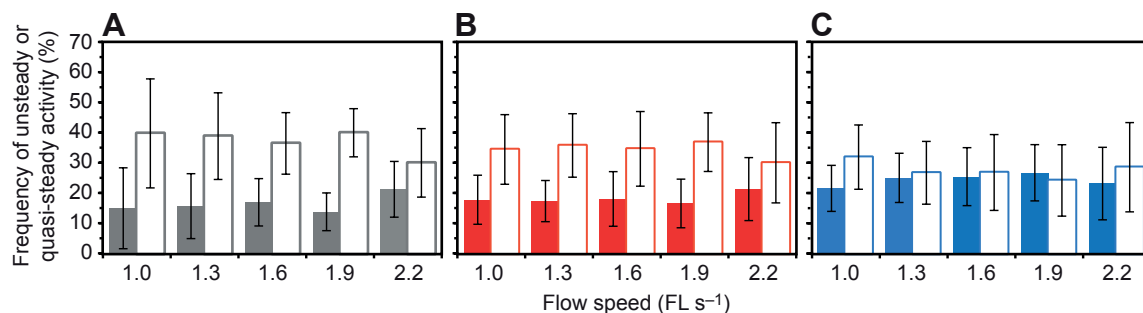 A
B
C
Frequency of unsteady or
quasi-steady activity (%)
70
60
50
40
30
20
10
0
1.0 1.3 1.6 1.9 2.2
1.0 1.3 1.6 1.9 2.2
1.0 1.3 1.6 1.9 2.2
Flow speed (FL s⁻¹)